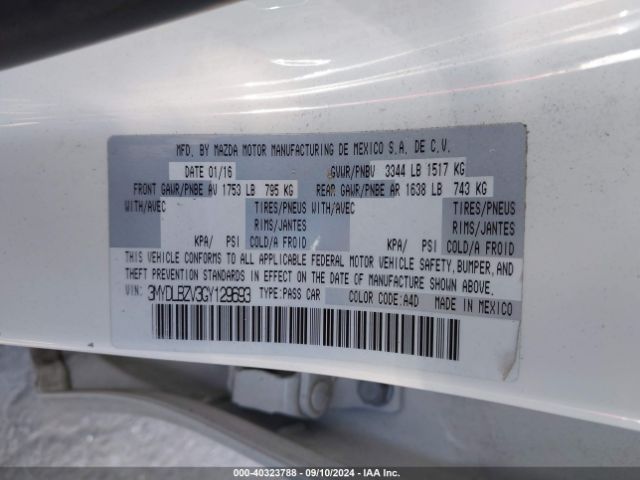 MFD. BY MAZDA MOTOR MANUFACTURING DE MEXICO S.A. DE C.V.
DATE 01/16 GVWR/PNBV 3344 LB 1517 KG
FRONT GAWR/PNBE AV 1753 LB 795 KG REAR GAWR/PNBE AR 1638 LB 743 KG
WITH/AVEC TIRES/PNEUS WITH/AVEC TIRES/PNEUS
RIMS/JANTES RIMS/JANTES
KPA/ PSI COLD/A FROID KPA/ PSI COLD/A FROID
THIS VEHICLE CONFORMS TO ALL APPLICABLE FEDERAL MOTOR VEHICLE SAFETY, BUMPER, AND
THEFT PREVENTION STANDARDS IN EFFECT ON THE DATE OF MANUFACTURE SHOWN ABOVE.
VIN: 3MYDLBZV3GY129693 TYPE:PASS CAR COLOR CODE:A4D MADE IN MEXICO
000-40323788 - 09/10/2024 - IAA Inc.